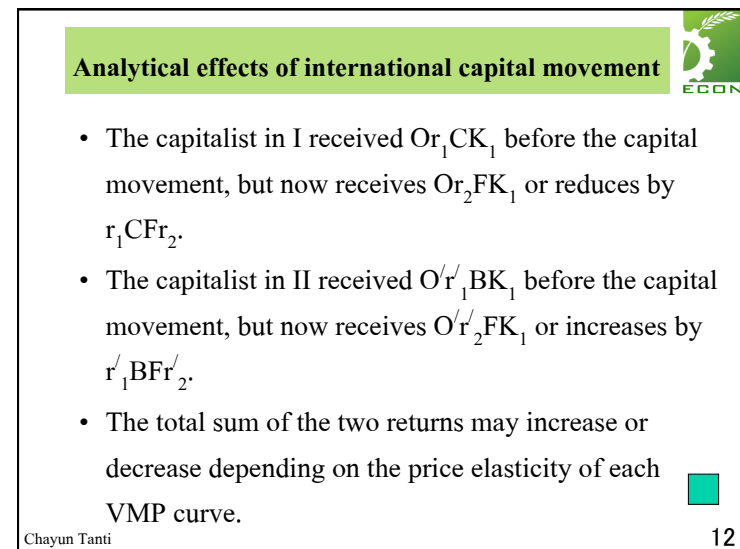 Analytical effects of international capital movement
ECON
• The capitalist in I received Or₁CK₁ before the capital
movement, but now receives Or₂FK₁ or reduces by
r₁CFr₂.
• The capitalist in II received O/r/₁BK₁ before the capital
movement, but now receives O/r/₂FK₁ or increases by
r/₁BFr/₂.
• The total sum of the two returns may increase or
decrease depending on the price elasticity of each
VMP curve.
Chayun Tanti
12